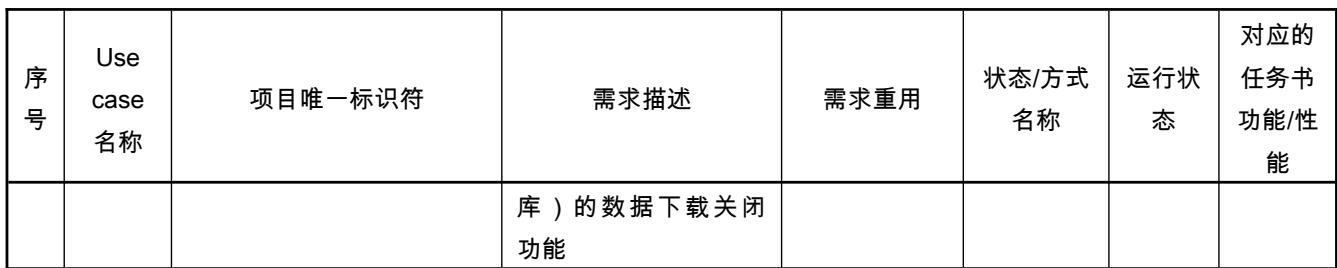 序
号
Use
case
名称
项目唯一标识符
需求描述
需求重用
状态/方式
名称
运行状
态
对应的
任务书
功能/性
能
库）的数据下载关闭
功能